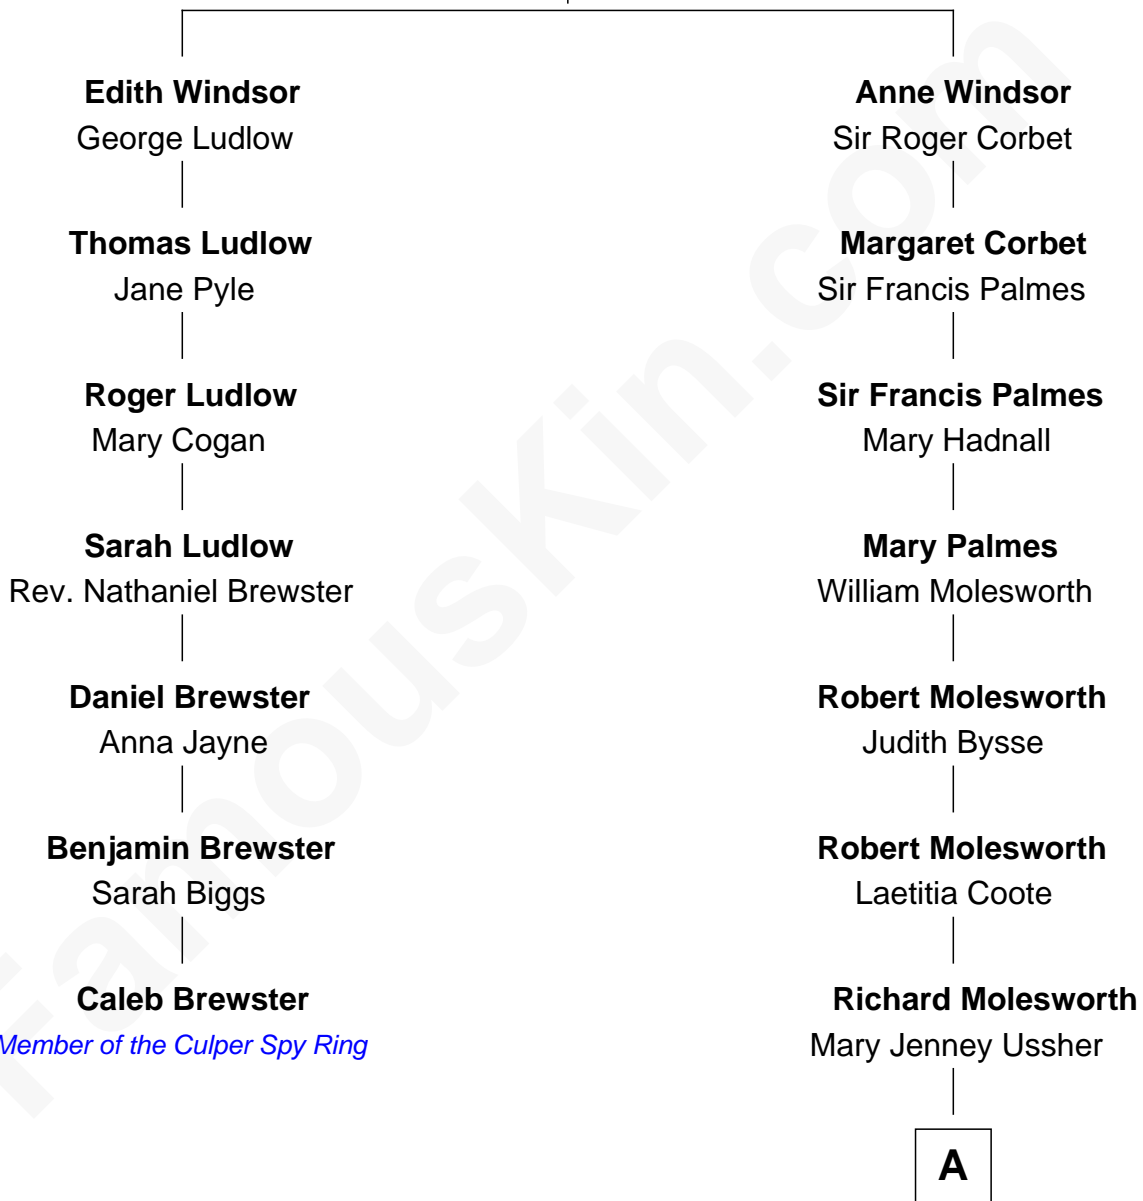 Edith Windsor
George Ludlow
Thomas Ludlow
Jane Pyle
Roger Ludlow
Mary Cogan
Sarah Ludlow
Rev. Nathaniel Brewster
Daniel Brewster
Anna Jayne
Benjamin Brewster
Sarah Biggs
Caleb Brewster
Member of the Culper Spy Ring
Anne Windsor
Sir Roger Corbet
Margaret Corbet
Sir Francis Palmes
Sir Francis Palmes
Mary Hadnall
Mary Palmes
William Molesworth
Robert Molesworth
Judith Bysse
Robert Molesworth
Laetitia Coote
Richard Molesworth
Mary Jenney Ussher
A
FamousKin.com